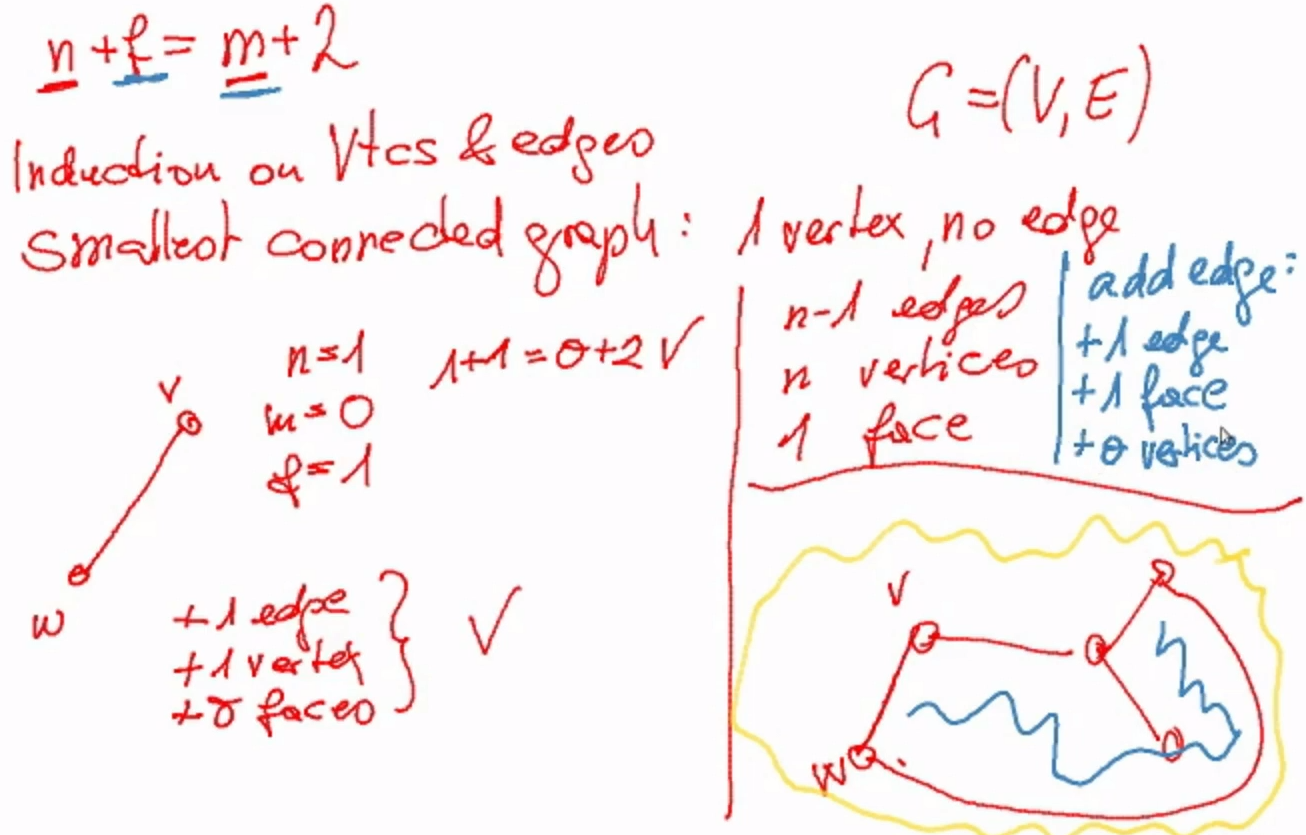 n + f = m + 2
G = (V, E)
Induction on Vtcs & edges
Smallest connected graph: 1 vertex, no edge
n = 1
m = 0
f = 1
1+1 = 0+2 ✓
v
w
+1 edge
+1 vertex
+0 faces
✓
n-1 edges
n vertices
1 face
add edge:
+1 edge
+1 face
+0 vertices
v
w